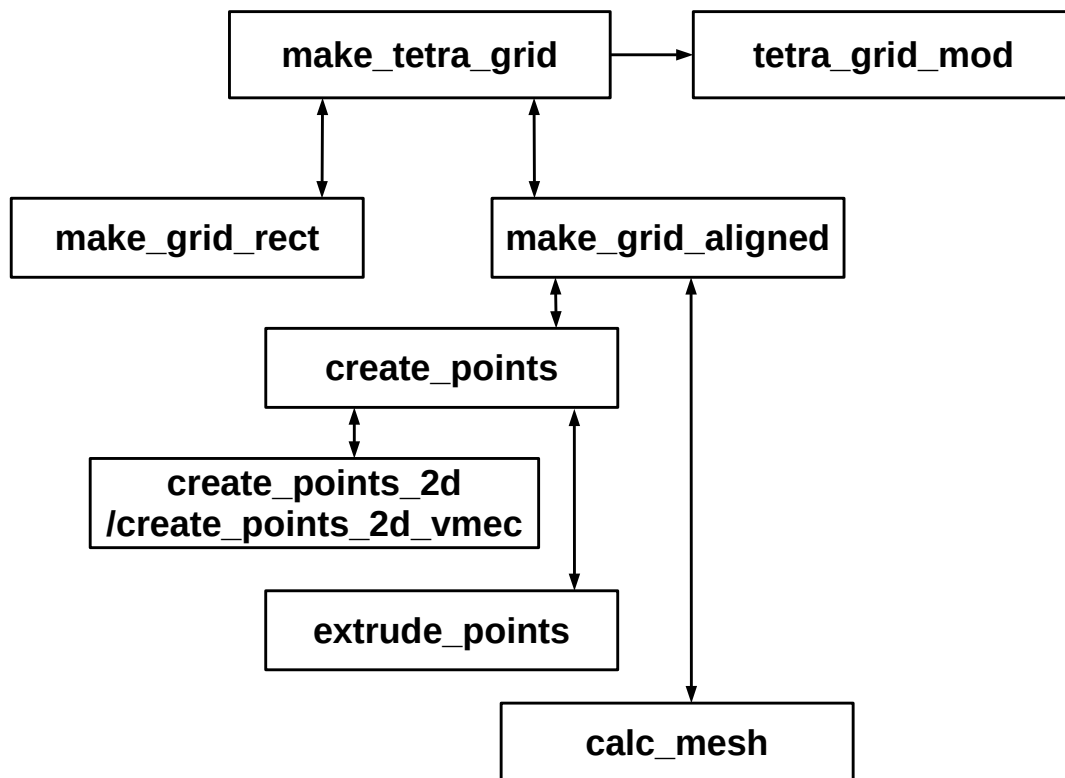 make_tetra_grid
tetra_grid_mod
make_grid_rect
make_grid_aligned
create_points
create_points_2d
/create_points_2d_vmec
extrude_points
calc_mesh